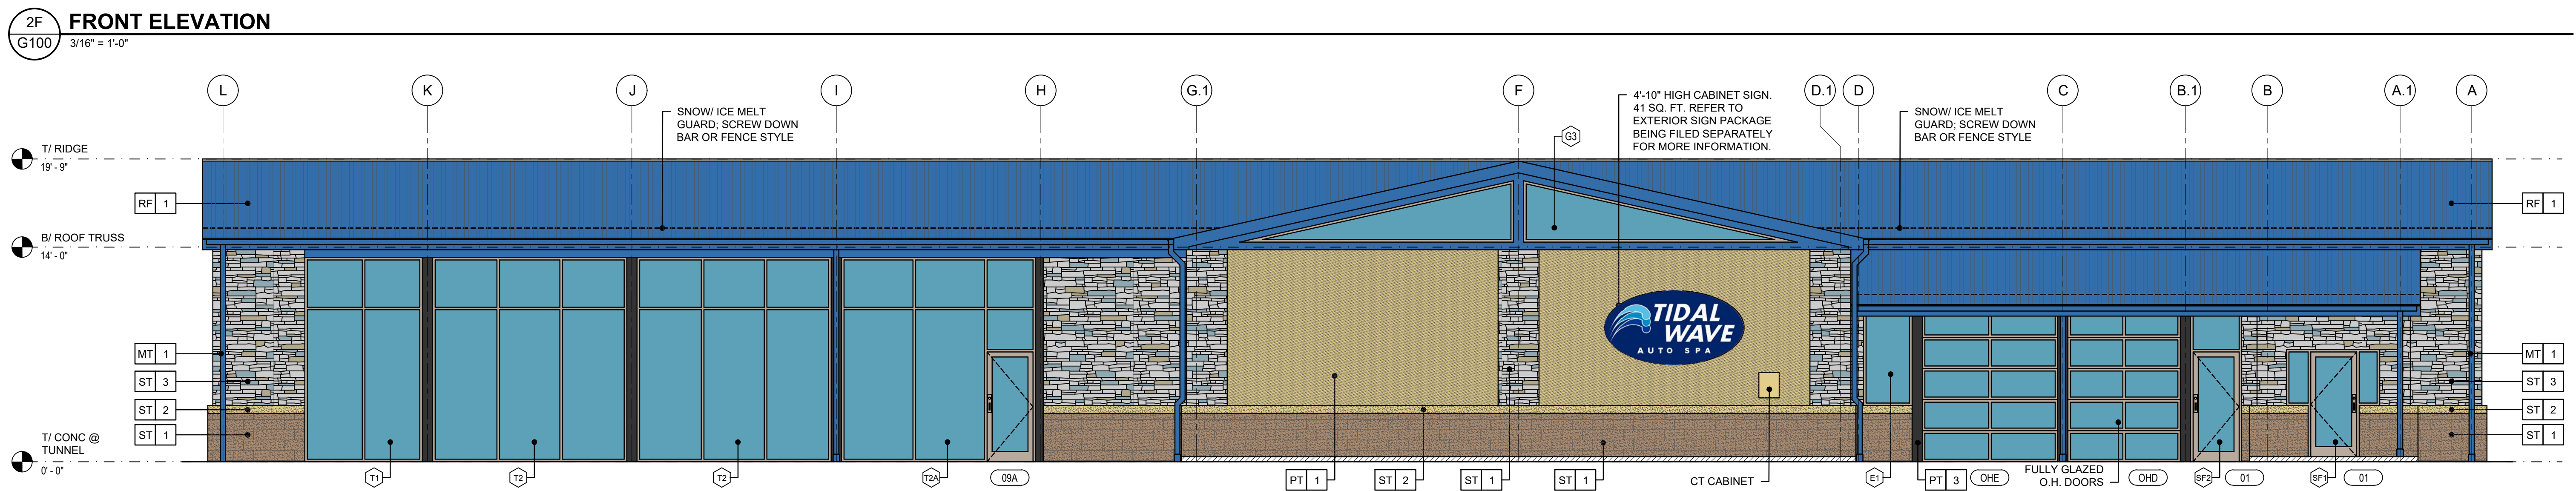 2F
G100
FRONT ELEVATION
3/16" = 1'-0"
L
K
J
I
H
G.1
F
D.1
D
C
B.1
B
A.1
A
SNOW/ ICE MELT
GUARD; SCREW DOWN
BAR OR FENCE STYLE
G3
4'-10" HIGH CABINET SIGN.
41 SQ. FT. REFER TO
EXTERIOR SIGN PACKAGE
BEING FILED SEPARATELY
FOR MORE INFORMATION.
SNOW/ ICE MELT
GUARD; SCREW DOWN
BAR OR FENCE STYLE
T/ RIDGE
19' - 9"
RF 1
RF 1
B/ ROOF TRUSS
14' - 0"
TIDAL
WAVE
AUTO SPA
MT 1
ST 3
ST 2
ST 1
MT 1
ST 3
ST 2
ST 1
T/ CONC @
TUNNEL
0' - 0"
T1
T2
T2
T2A
09A
PT 1
ST 2
ST 1
ST 1
CT CABINET
E1
PT 3
OHE
FULLY GLAZED
O.H. DOORS
OHD
SF2
01
SF1
01